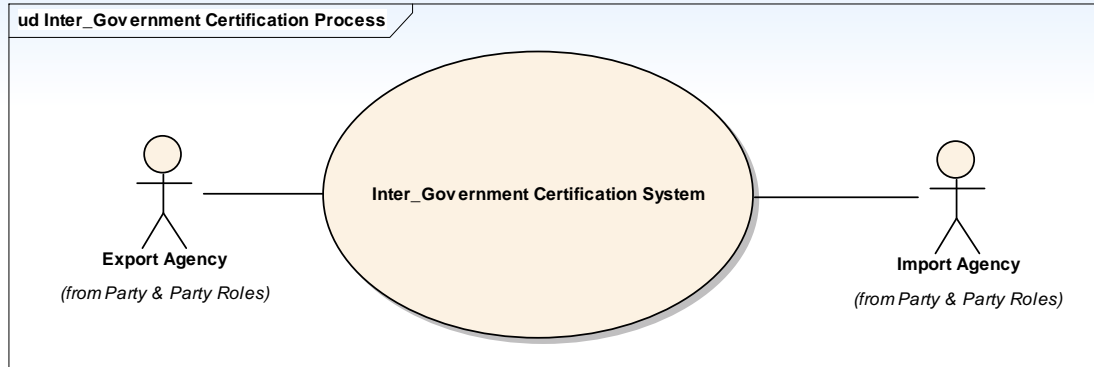 ud Inter_Government Certification Process
Inter_Government Certification System
Export Agency
(from Party & Party Roles)
Import Agency
(from Party & Party Roles)